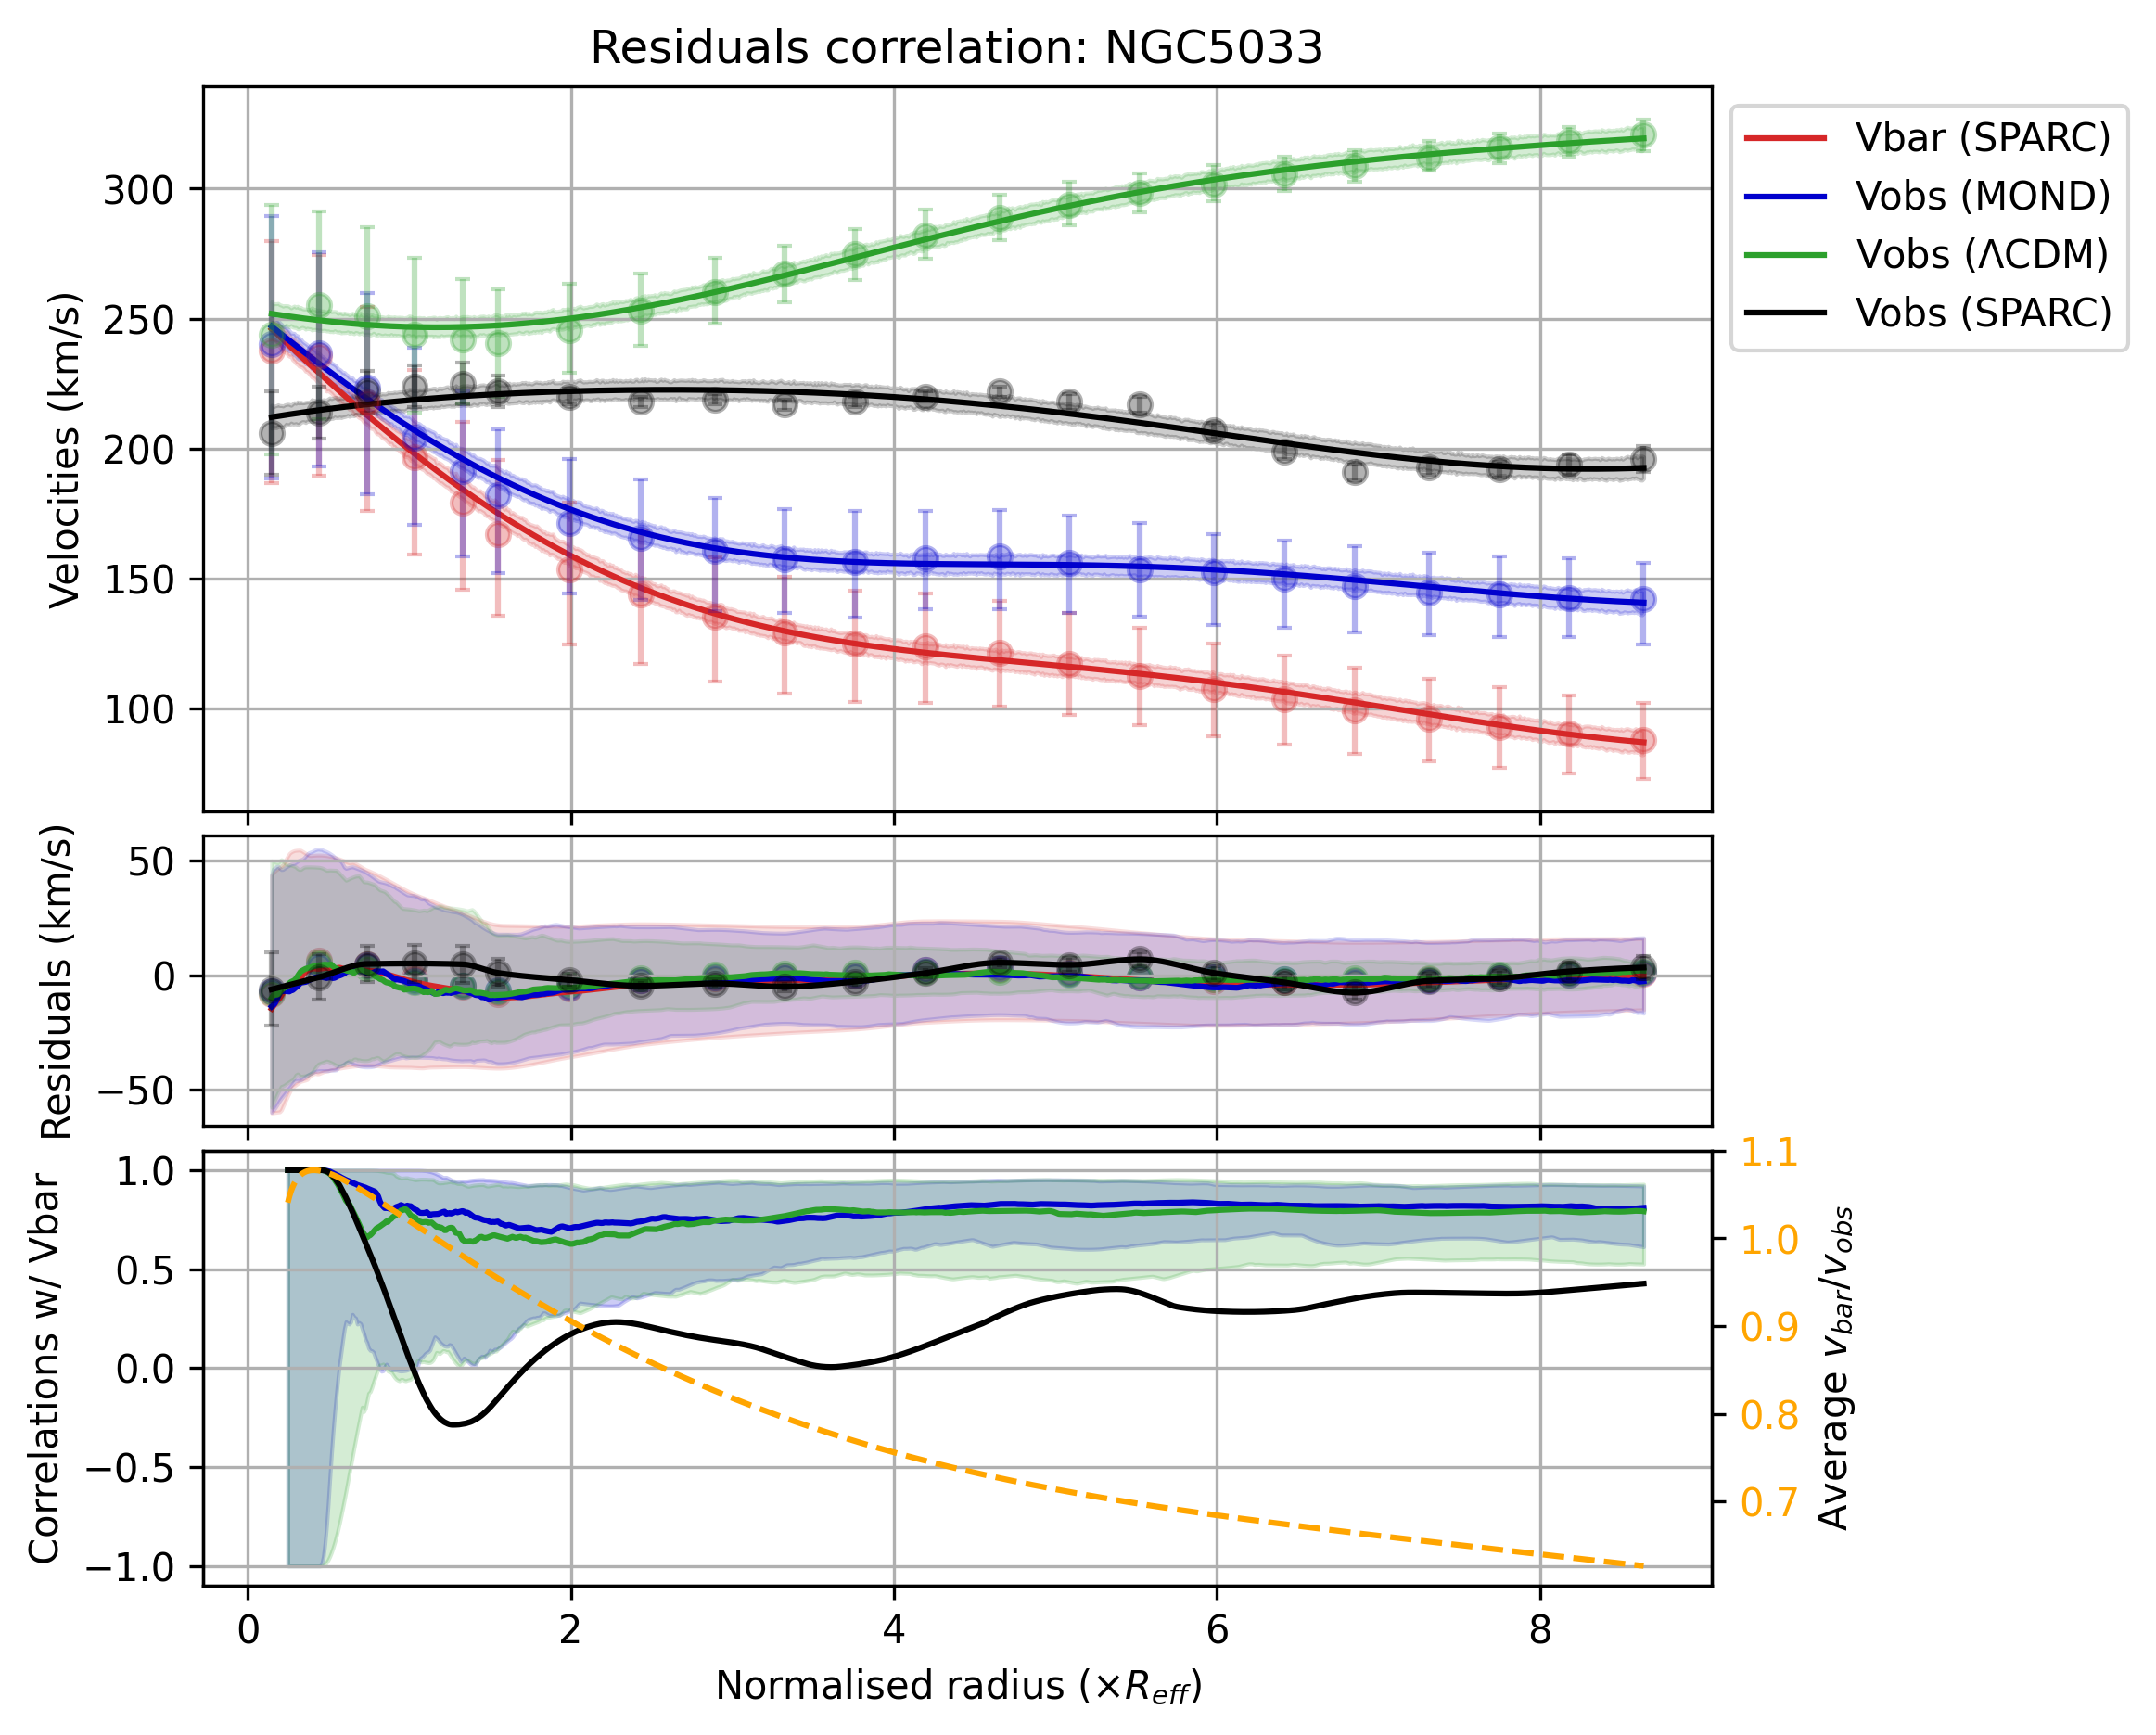 Residuals correlation: NGC5033
Velocities (km/s)
300
250
200
150
100
Vbar (SPARC)
Vobs (MOND)
Vobs (ΛCDM)
Vobs (SPARC)
Residuals (km/s)
50
0
−50
Correlations w/ Vbar
1.0
0.5
0.0
−0.5
−1.0
1.1
1.0
0.9
0.8
0.7
Average v_bar/v_obs
0 2 4 6 8
Normalised radius (×R_eff)